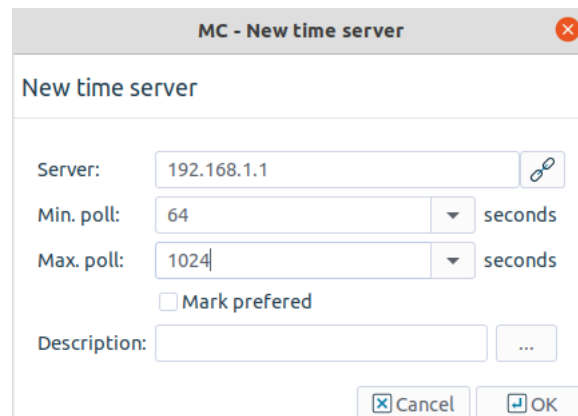 MC - New time server
New time server
Server: 192.168.1.1
Min. poll: 64 seconds
Max. poll: 1024 seconds
Mark prefered
Description: ...
Cancel OK